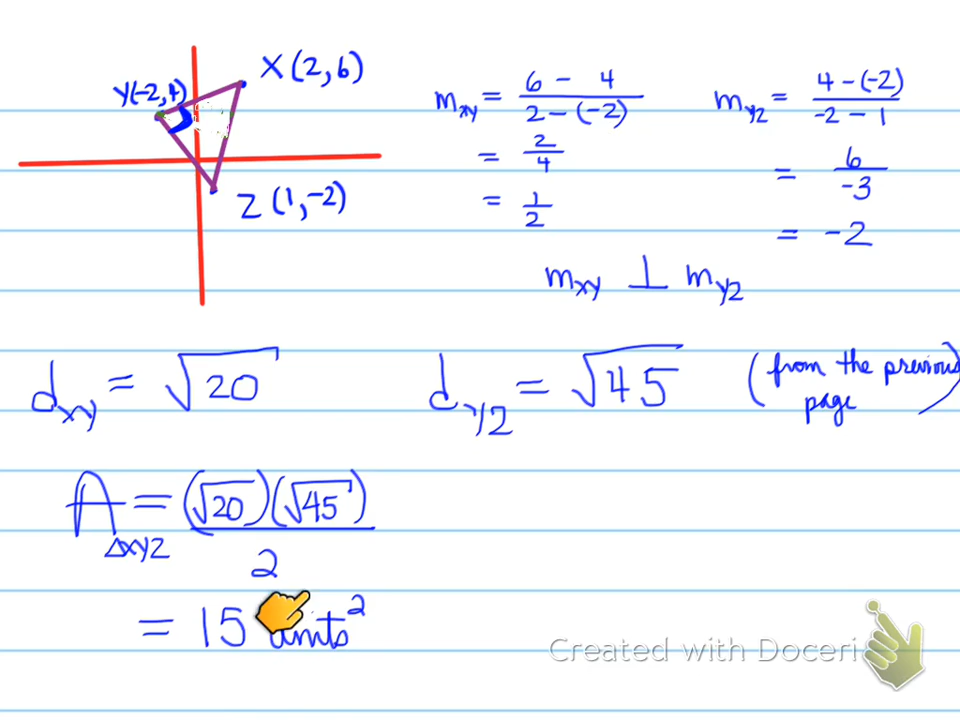 X (2, 6)
Y(-2, 4)
Z (1, -2)
m_XY = (6 - 4) / (2 - (-2))
= 2/4
= 1/2
m_YZ = (4 - (-2)) / (-2 - 1)
= 6/-3
= -2
m_XY ⊥ m_YZ
d_XY = √20
d_YZ = √45 (from the previous page)
A_ΔXYZ = (√20)(√45) / 2
= 15 units²
Created with Doceri